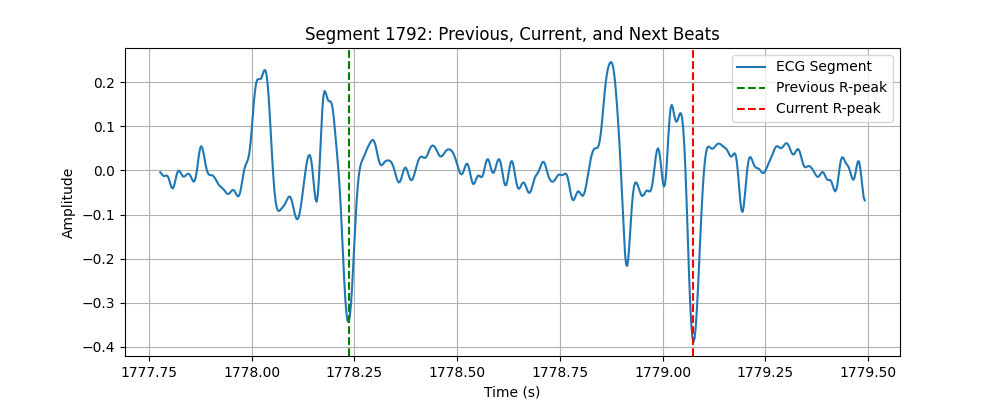 Segment 1792: Previous, Current, and Next Beats
ECG Segment
Previous R-peak
Current R-peak
Amplitude
0.2
0.1
0.0
−0.1
−0.2
−0.3
−0.4
1777.75 1778.00 1778.25 1778.50 1778.75 1779.00 1779.25 1779.50
Time (s)